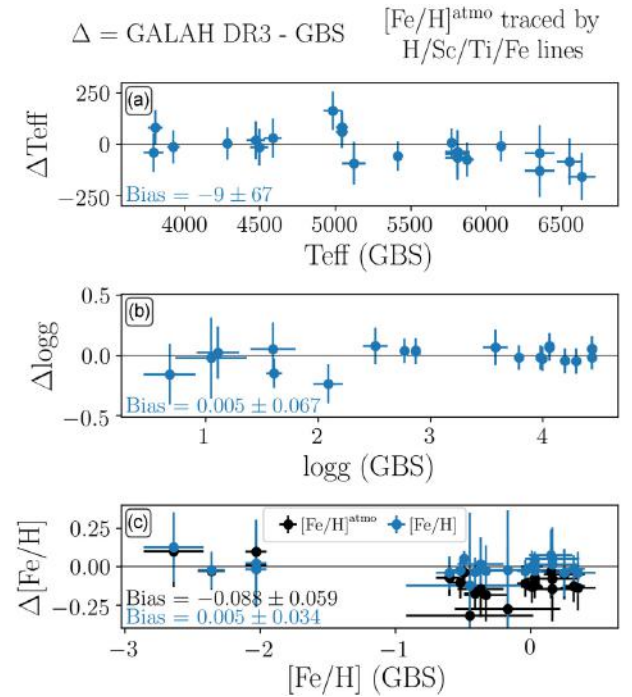 Δ = GALAH DR3 - GBS
[Fe/H]^atmo traced by
H/Sc/Ti/Fe lines
(a)
ΔTeff
250
0
−250
Bias = −9 ± 67
4000 4500 5000 5500 6000 6500
Teff (GBS)
(b)
Δlogg
0.5
0.0
−0.5
Bias = 0.005 ± 0.067
1 2 3 4
logg (GBS)
(c)
[Fe/H]^atmo [Fe/H]
Δ[Fe/H]
0.25
0.00
−0.25
Bias = −0.088 ± 0.059
Bias = 0.005 ± 0.034
−3 −2 −1 0
[Fe/H] (GBS)